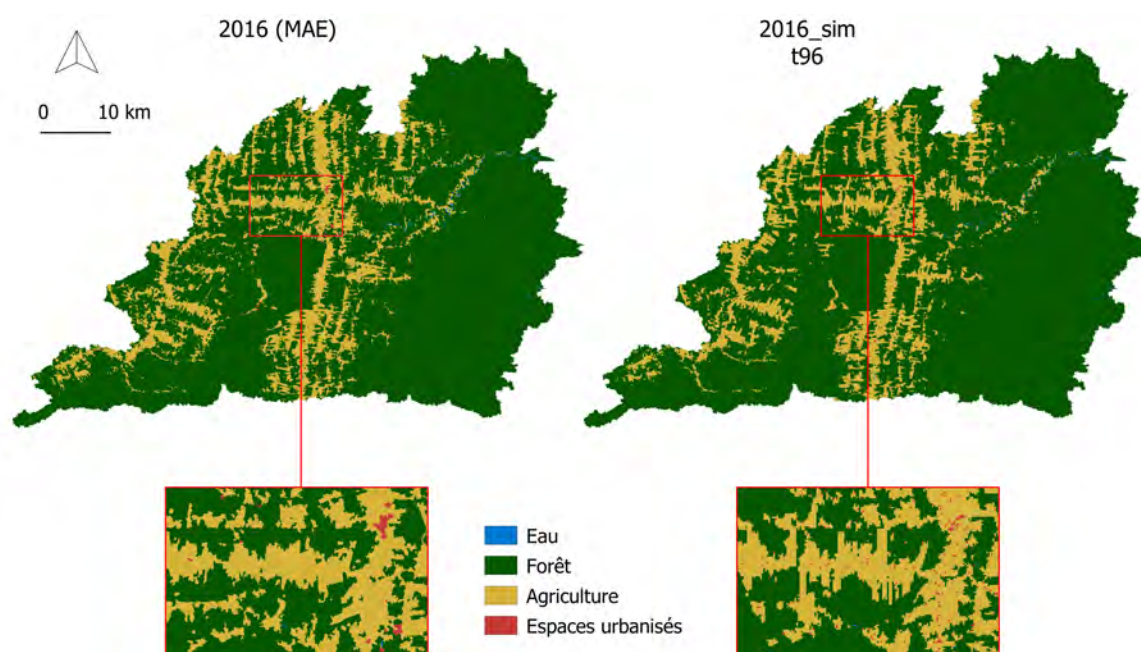 2016 (MAE)
2016_sim
t96
0 10 km
Eau
Forêt
Agriculture
Espaces urbanisés